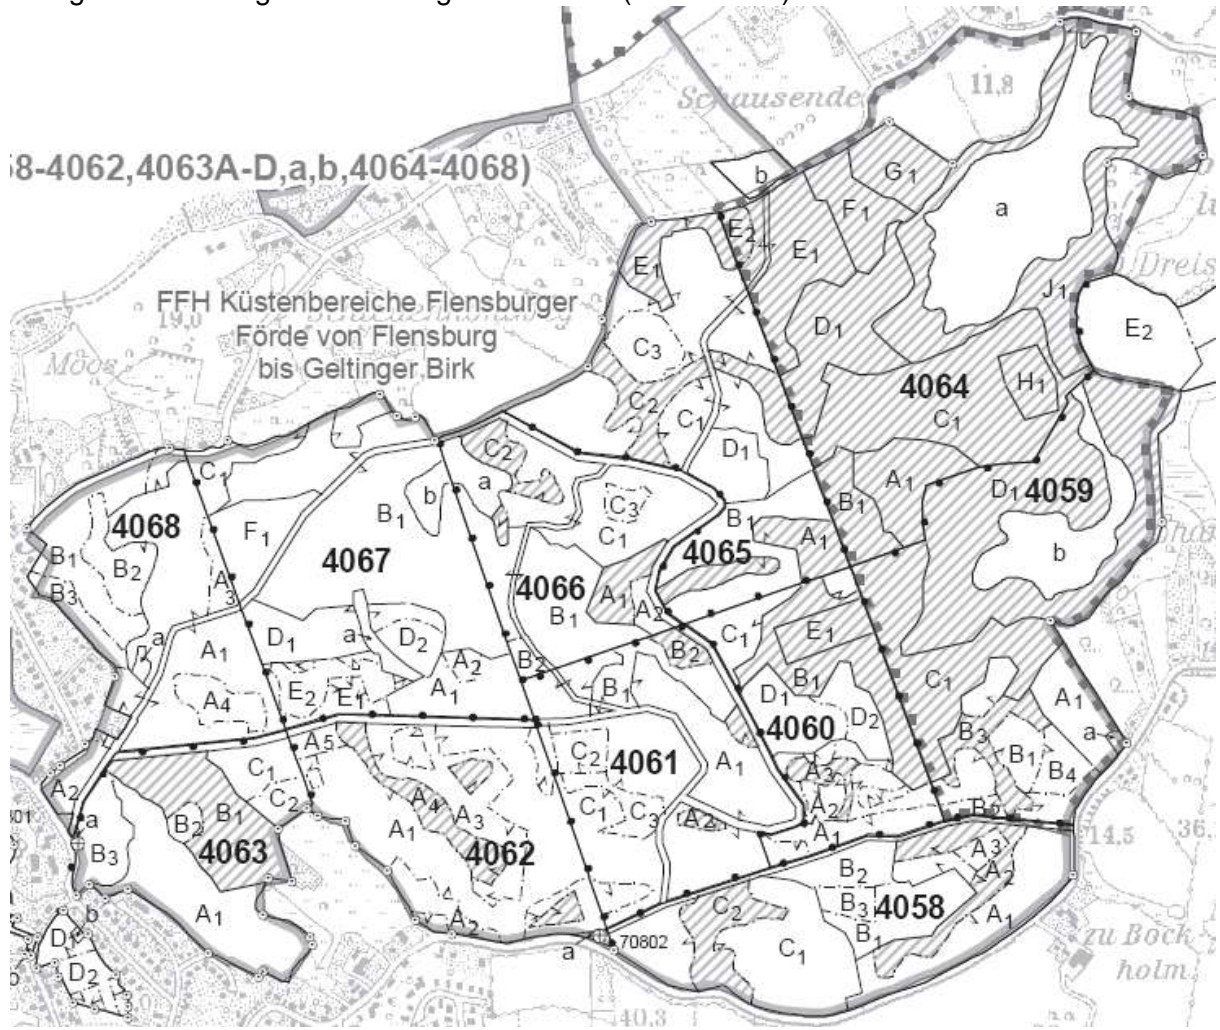 8-4062,4063A-D,a,b,4064-4068)
Schausende
11,8
b
G1
F1
a
E2
E1
E1
Dreis
J1
FFH Küstenbereiche Flensburger
Förde von Flensburg
bis Geltinger Birk
19,0
Moos
D1
E2
C3
4064
H1
C2
C1
C1
C2
D1
C1
a
A1
b
B1
B1
D1 4059
4068
F1
C3
B1
C1
4065
A1
B1
B2
4067
b
A3
4066
B3
A1
A2
B1
C1
E1
a
A1
D1
a
D2
B2
B2
A2
C1
A1
B1
B1
E2
E1
A1
D1
D2
A4
4060
B3
a
A5
C2
4061
A1
B1
B4
C1
A3
A2
C2
A4
A2
B2
a
B1
C1
C3
A2
A1
14.5
36,
B2
A1
A3
B3
4063
4062
A3
B2
A2
B3
4058
A1
b
A1
A2
C2
B1
zu Bock
D1
70802
a
C1
holm
D2
40,3